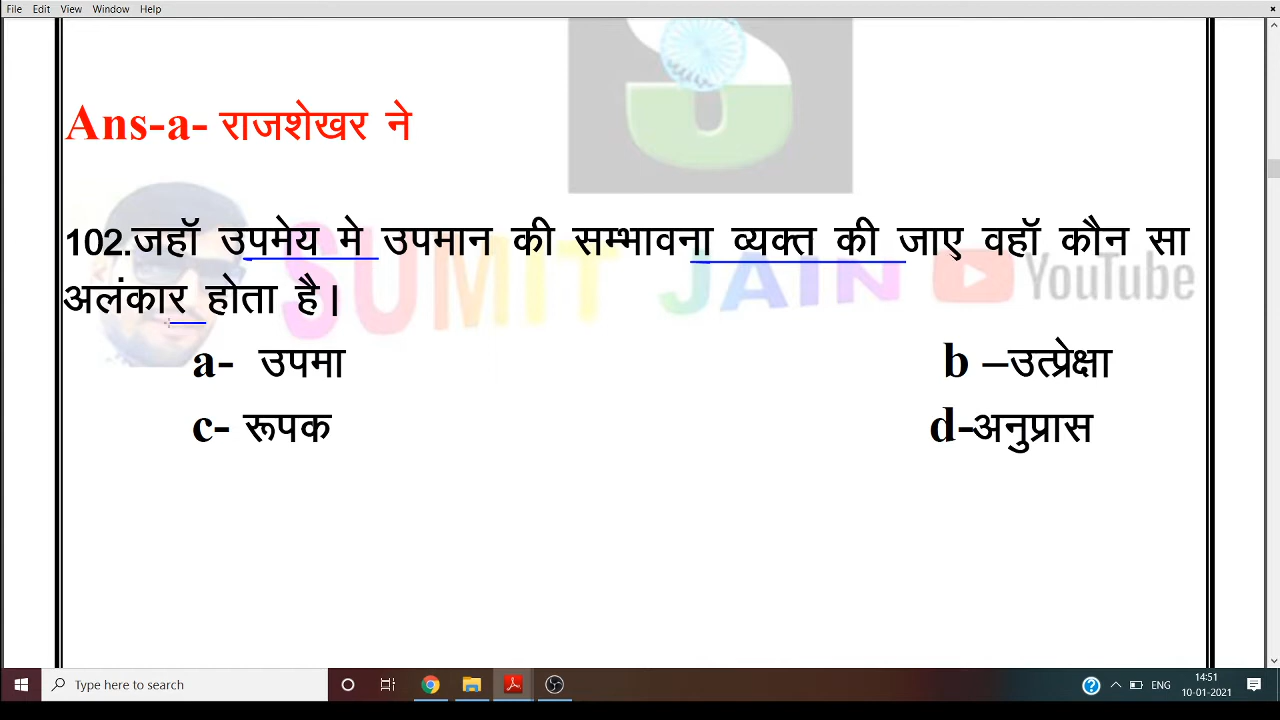 File Edit View Window Help
Ans-a- राजशेखर ने
102.जहॉ उपमेय मे उपमान की सम्भावना व्यक्त की जाए वहॉ कौन सा
अलंकार होता है।
SUMIT JAIN YouTube
a- उपमा b –उत्प्रेक्षा
c- रूपक d-अनुप्रास
Type here to search ENG 14:51
10-01-2021